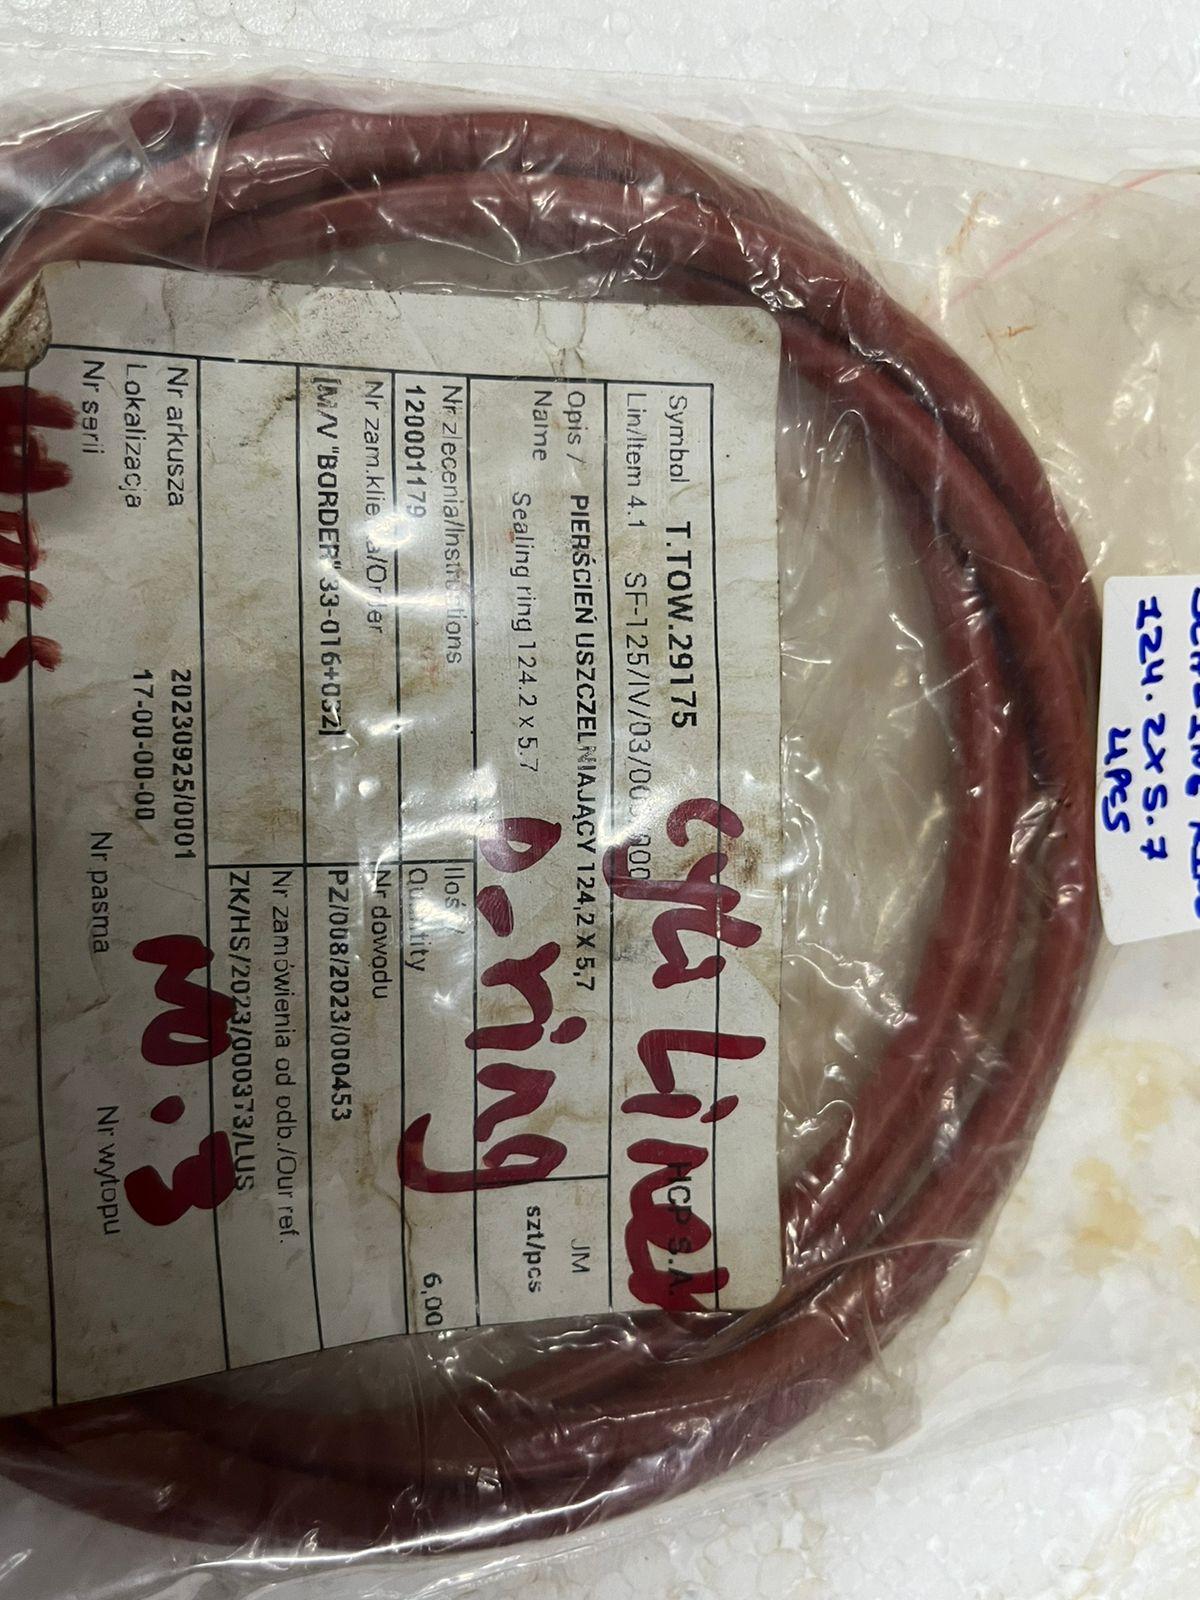 Symbol T.TOW.29175 HCP S.A.
Lin/Item 4.1 SF-125/IV/03/00
Opis / PIERŚCIEŃ USZCZELNIAJĄCY 124,2 X 5,7 JM
Name Sealing ring 124.2 x 5.7 szt/pcs
Nr zlecenia/Instructions Ilość /
120001179 Quantity 6,00
Nr dowodu
[M/V "BORDER" 33-016+032] PZ/008/2023/000453
Nr zamówienia od odb./Our ref.
ZK/HS/2023/000373/LUS
Nr arkusza 20230925/0001
Lokalizacja 17-00-00-00
Nr serii Nr pasma Nr wytopu
cyli Liner
O-ring
NO.3
124.2X5.7
4PCS